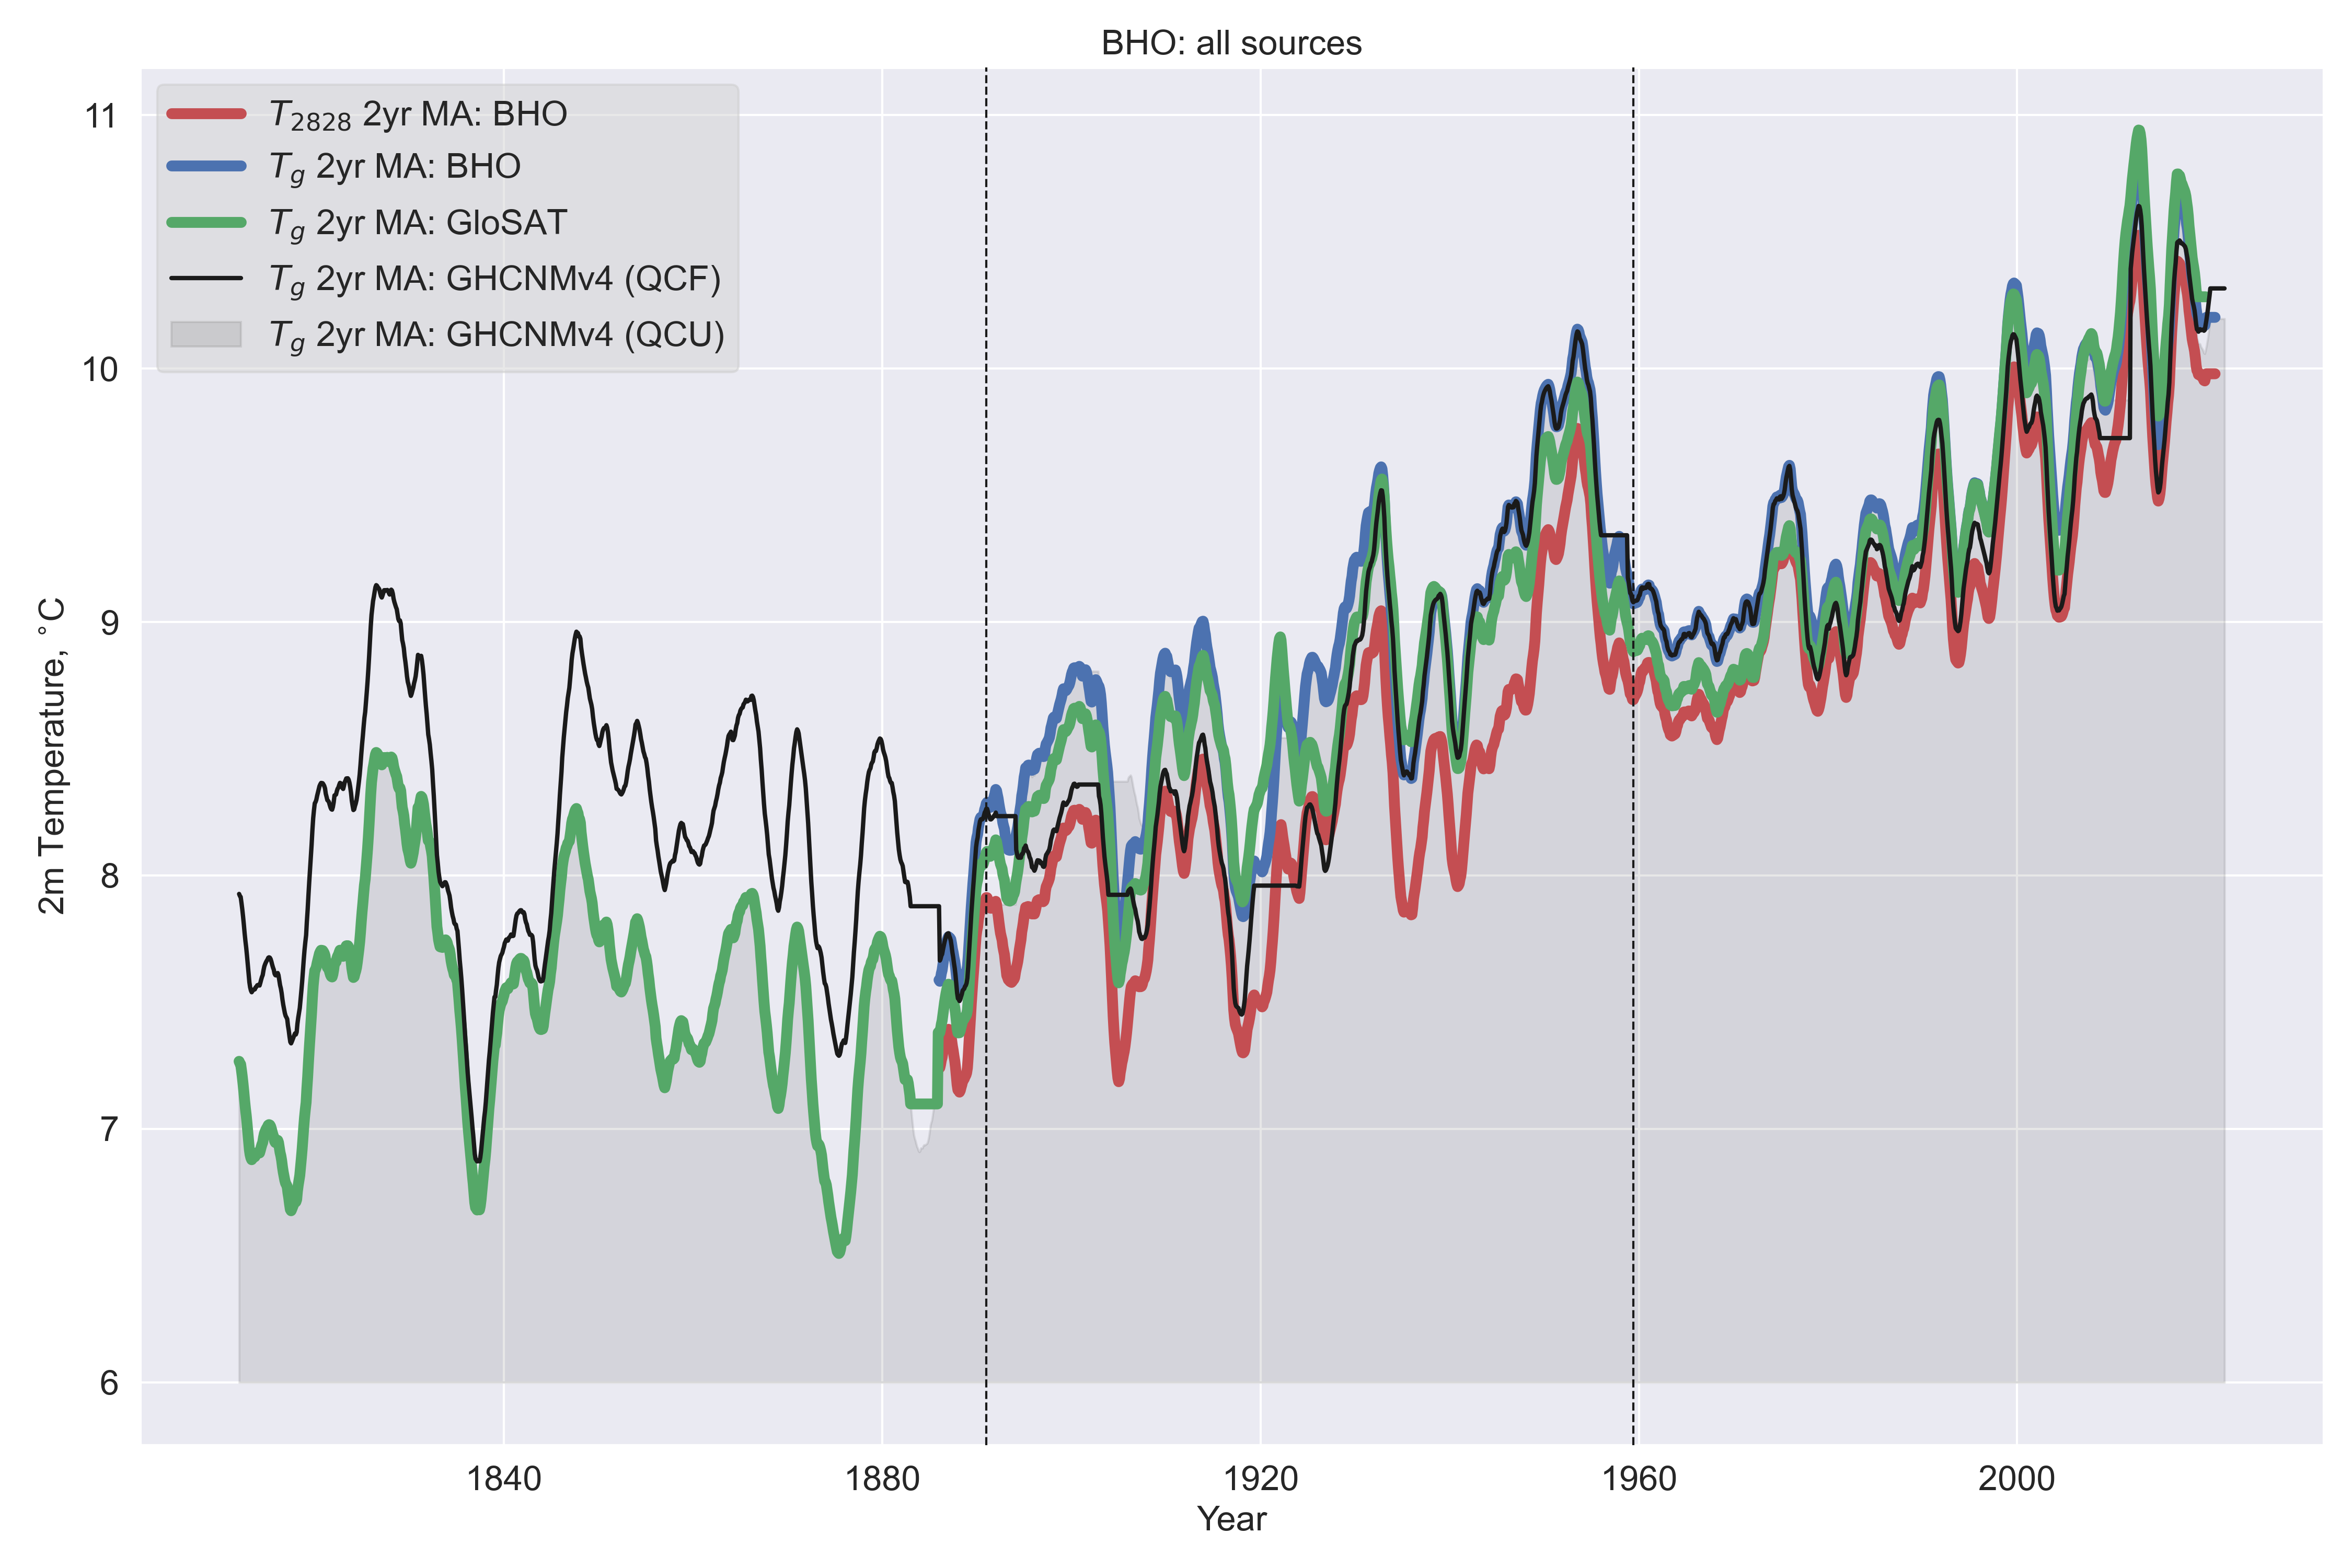 BHO: all sources
T2828 2yr MA: BHO
Tg 2yr MA: BHO
Tg 2yr MA: GloSAT
Tg 2yr MA: GHCNMv4 (QCF)
Tg 2yr MA: GHCNMv4 (QCU)
2m Temperature, °C
11
10
9
8
7
6
1840 1880 1920 1960 2000
Year